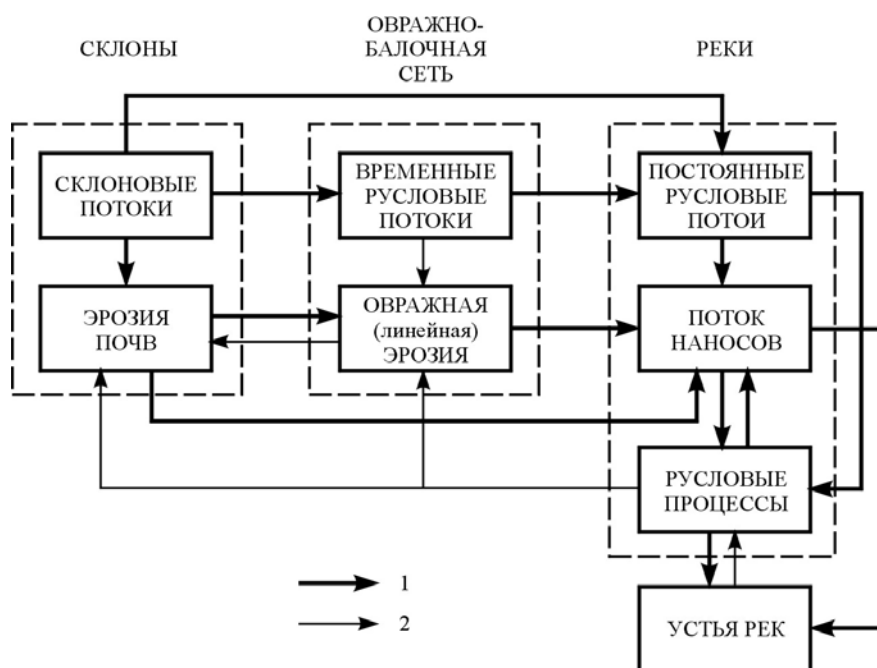 СКЛОНЫ
ОВРАЖНО-
БАЛОЧНАЯ
СЕТЬ
РЕКИ
СКЛОНОВЫЕ
ПОТОКИ
ВРЕМЕННЫЕ
РУСЛОВЫЕ
ПОТОКИ
ПОСТОЯННЫЕ
РУСЛОВЫЕ
ПОТОИ
ЭРОЗИЯ
ПОЧВ
ОВРАЖНАЯ
(линейная)
ЭРОЗИЯ
ПОТОК
НАНОСОВ
РУСЛОВЫЕ
ПРОЦЕССЫ
1
2
УСТЬЯ РЕК